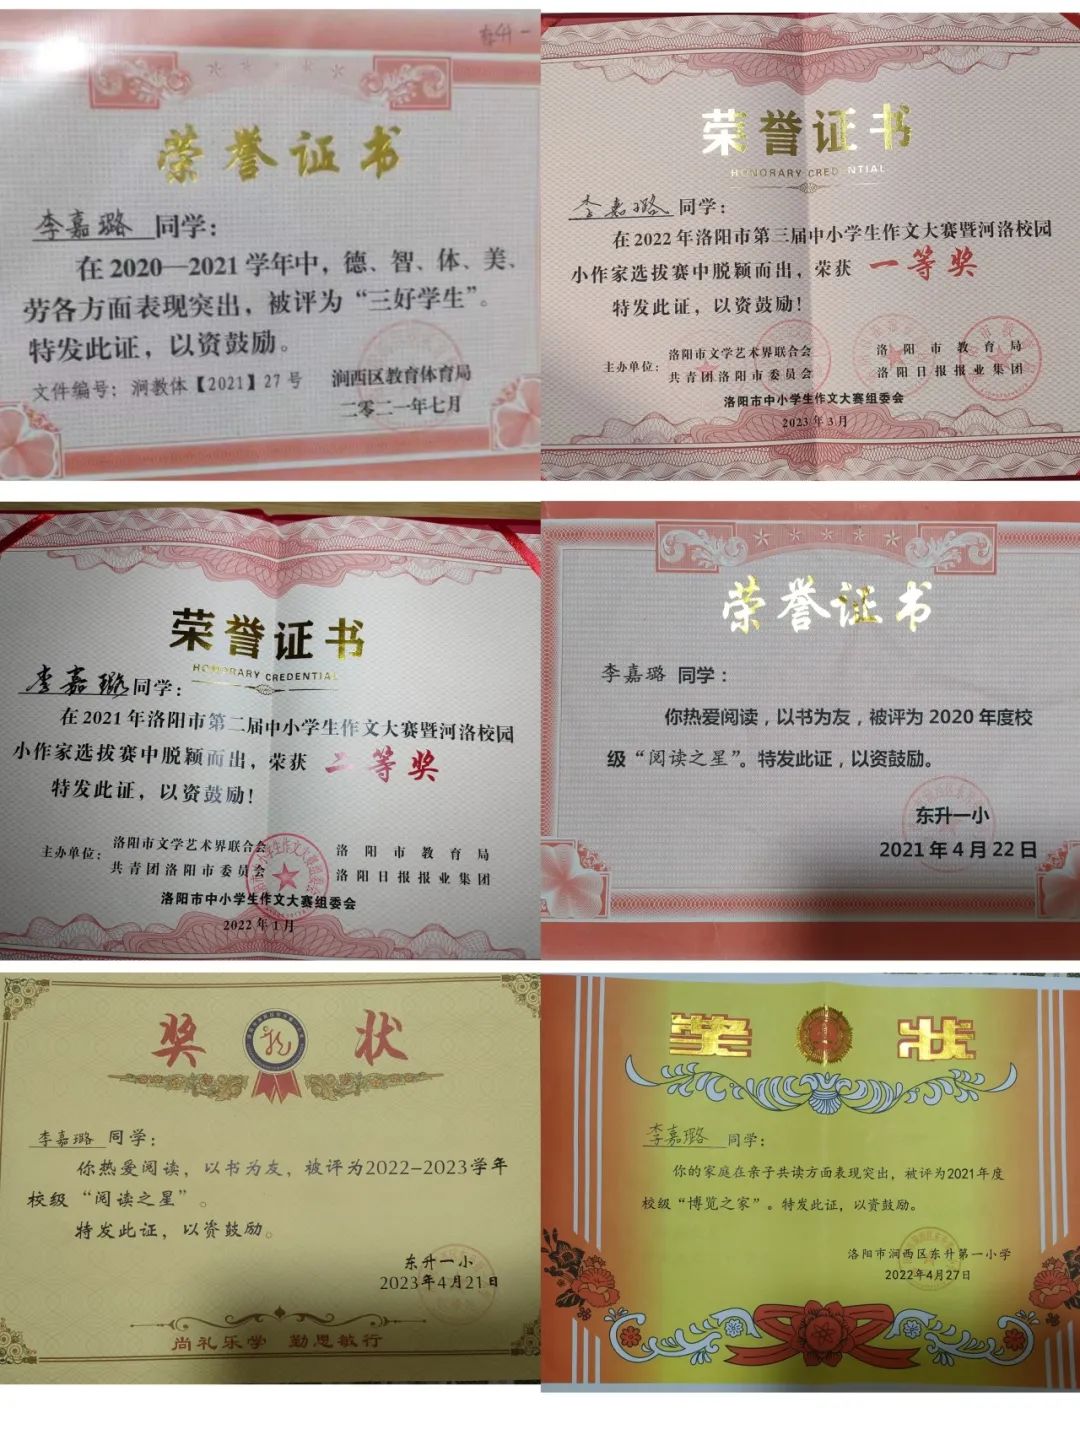 东升一
荣誉证书
李嘉璐 同学：
在2020—2021学年中，德、智、体、美、
劳各方面表现突出，被评为“三好学生”。
特发此证，以资鼓励。
文件编号：涧教体【2021】27号
涧西区教育体育局
二零二一年七月
荣誉证书
HONORARY CREDENTIAL
李嘉璐 同学：
在2022年洛阳市第三届中小学生作文大赛暨河洛校园
小作家选拔赛中脱颖而出，荣获 一等奖
特发此证，以资鼓励！
主办单位：
洛阳市文学艺术界联合会 洛阳市教育局
共青团洛阳市委员会 洛阳日报报业集团
洛阳市中小学生作文大赛组委会
2023年3月
荣誉证书
HONORARY CREDENTIAL
李嘉璐 同学：
在2021年洛阳市第二届中小学生作文大赛暨河洛校园
小作家选拔赛中脱颖而出，荣获 二等奖
特发此证，以资鼓励！
主办单位：
洛阳市文学艺术界联合会 洛阳市教育局
共青团洛阳市委员会 洛阳日报报业集团
洛阳市中小学生作文大赛组委会
2022年1月
荣誉证书
李嘉璐 同学：
你热爱阅读，以书为友，被评为2020年度校
级“阅读之星”。特发此证，以资鼓励。
东升一小
2021年4月22日
奖状
李嘉璐 同学：
你热爱阅读，以书为友，被评为2022-2023学年
校级“阅读之星”。
特发此证，以资鼓励。
东升一小
2023年4月21日
尚礼乐学 勤思敏行
奖状
李嘉璐 同学：
你的家庭在亲子共读方面表现突出，被评为2021年度
校级“博览之家”。特发此证，以资鼓励。
洛阳市涧西区东升第一小学
2022年4月27日